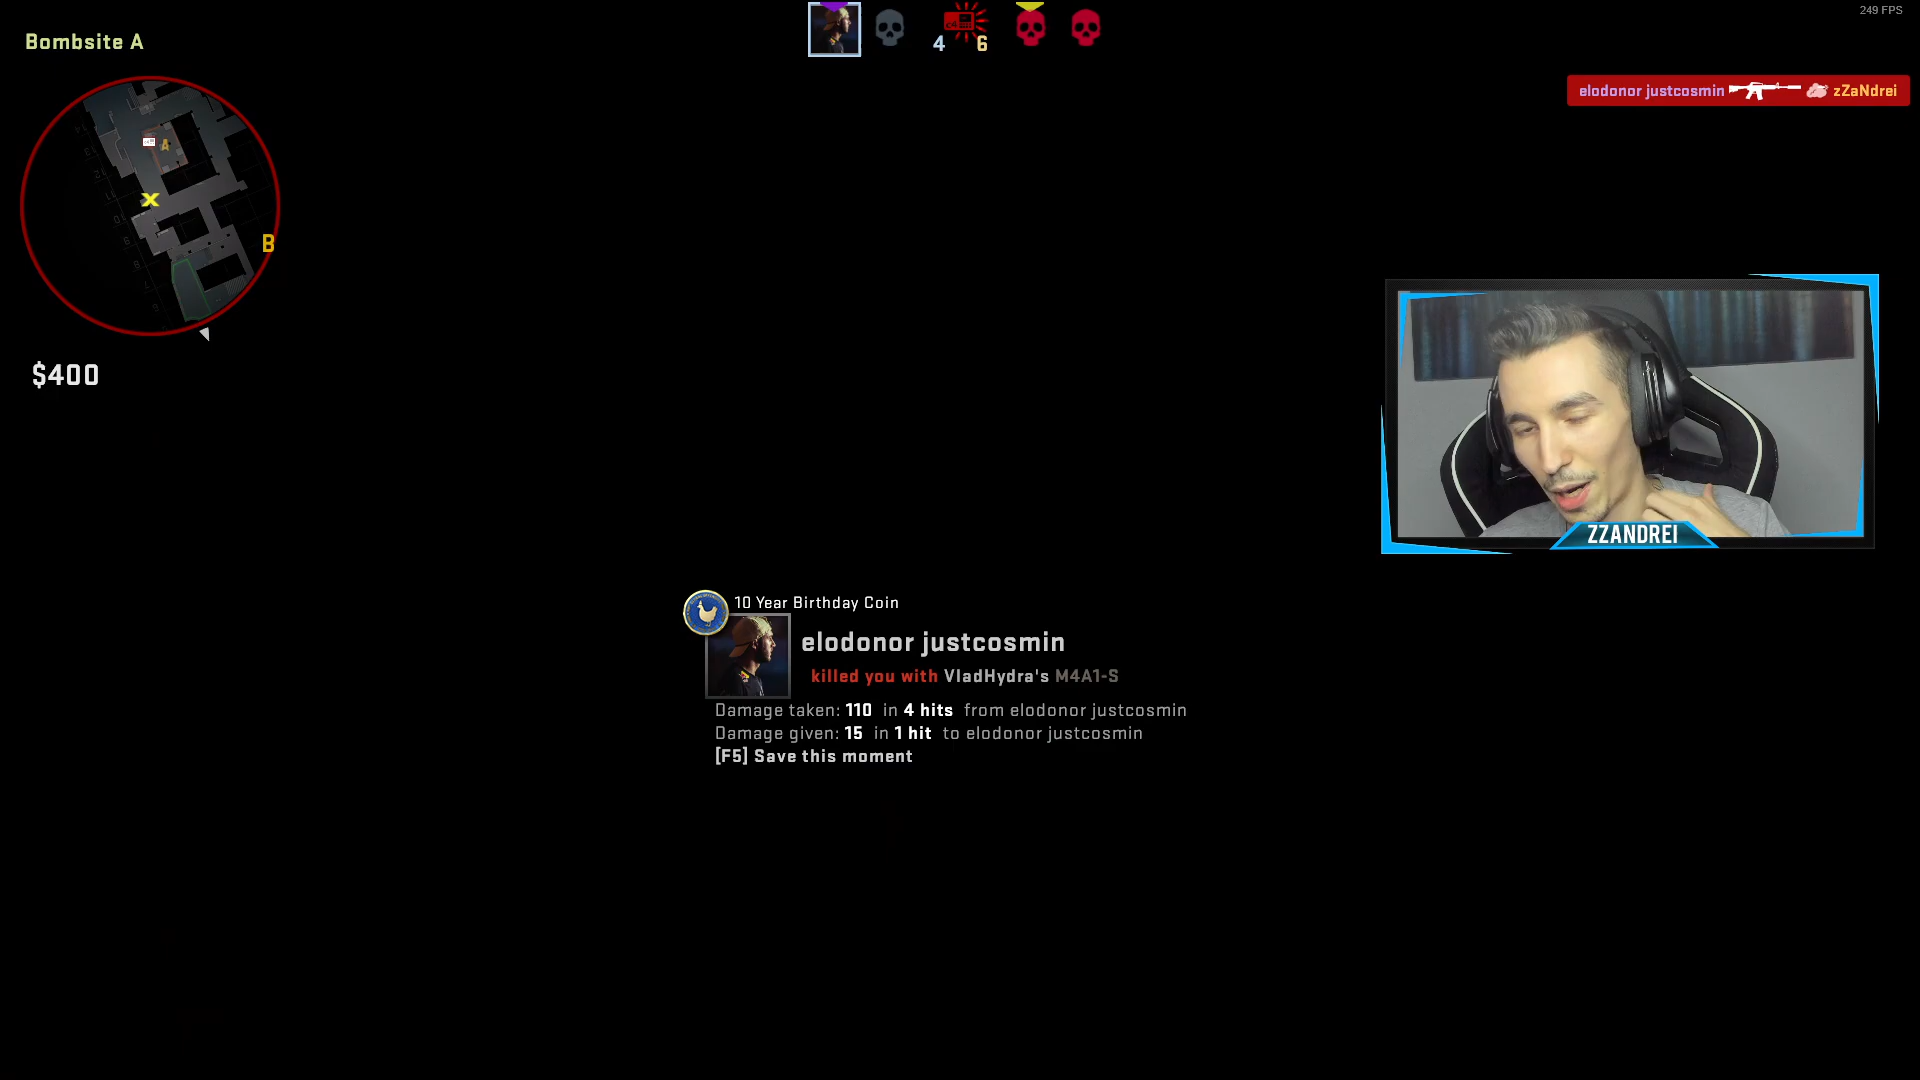 249 FPS
Bombsite A
4 6
elodonor justcosmin zZaNdrei
A
B
$400
ZZANDREI
10 Year Birthday Coin
elodonor justcosmin
killed you with VladHydra's M4A1-S
Damage taken: 110 in 4 hits from elodonor justcosmin
Damage given: 15 in 1 hit to elodonor justcosmin
[F5] Save this moment